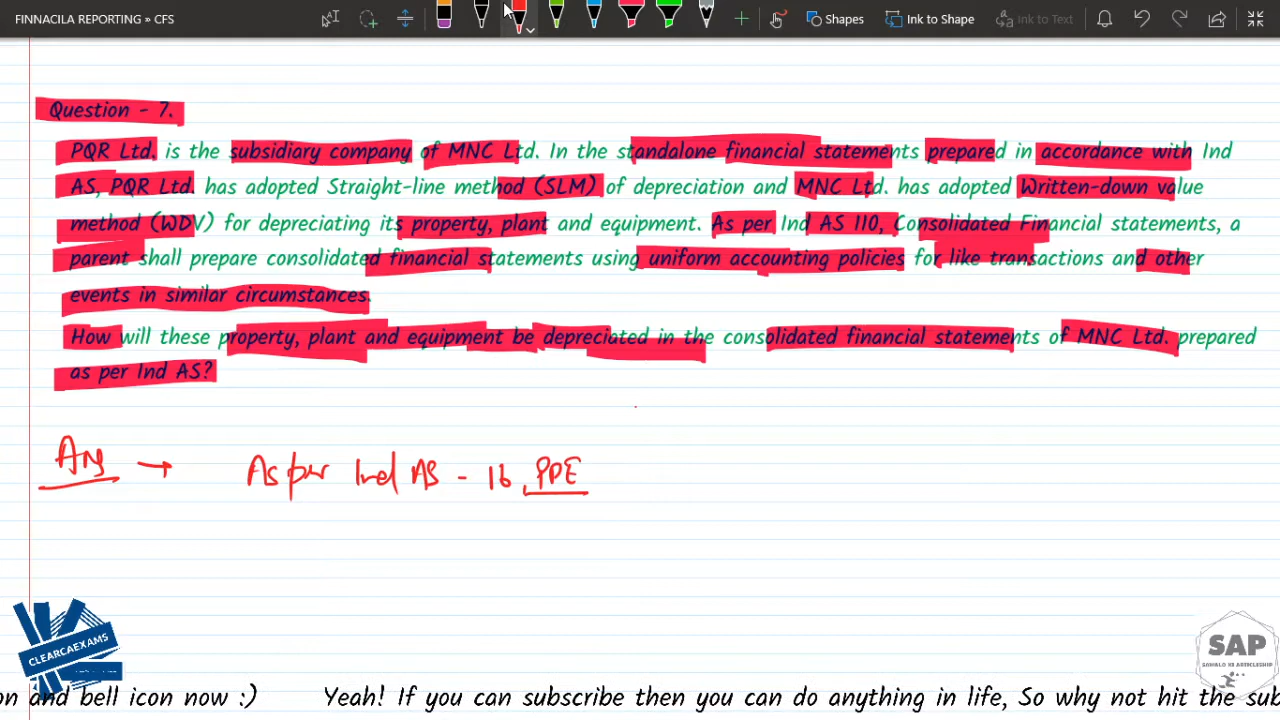 FINNACILA REPORTING » CFS
Shapes
Ink to Shape
Ink to Text
Question - 7.
PQR Ltd. is the subsidiary company of MNC Ltd. In the standalone financial statements prepared in accordance with Ind
AS, PQR Ltd. has adopted Straight-line method (SLM) of depreciation and MNC Ltd. has adopted Written-down value
method (WDV) for depreciating its property, plant and equipment. As per Ind AS 110, Consolidated Financial statements, a
parent shall prepare consolidated financial statements using uniform accounting policies for like transactions and other
events in similar circumstances.
How will these property, plant and equipment be depreciated in the consolidated financial statements of MNC Ltd. prepared
as per Ind AS?
Ans → As per Ind AS - 16, PPE
CLEARCAEXAMS
SAP
SAWALO KB ARTICLESHIP
on and bell icon now :) Yeah! If you can subscribe then you can do anything in life, So why not hit the sub